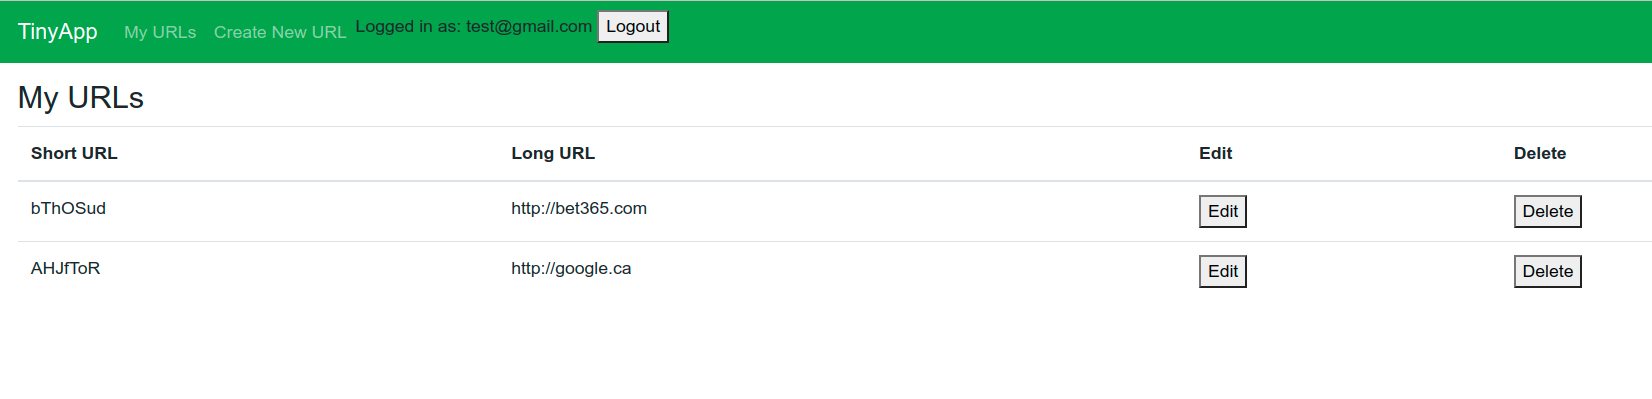 TinyApp My URLs Create New URL Logged in as: test@gmail.com Logout
My URLs
Short URL Long URL Edit Delete
bThOSud http://bet365.com Edit Delete
AHJfToR http://google.ca Edit Delete